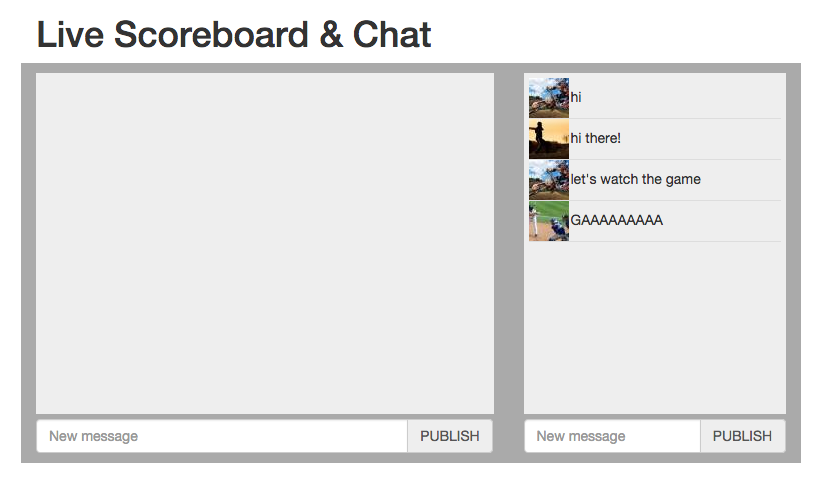 Live Scoreboard & Chat
hi
hi there!
let's watch the game
GAAAAAAAAA
New message
PUBLISH
New message
PUBLISH